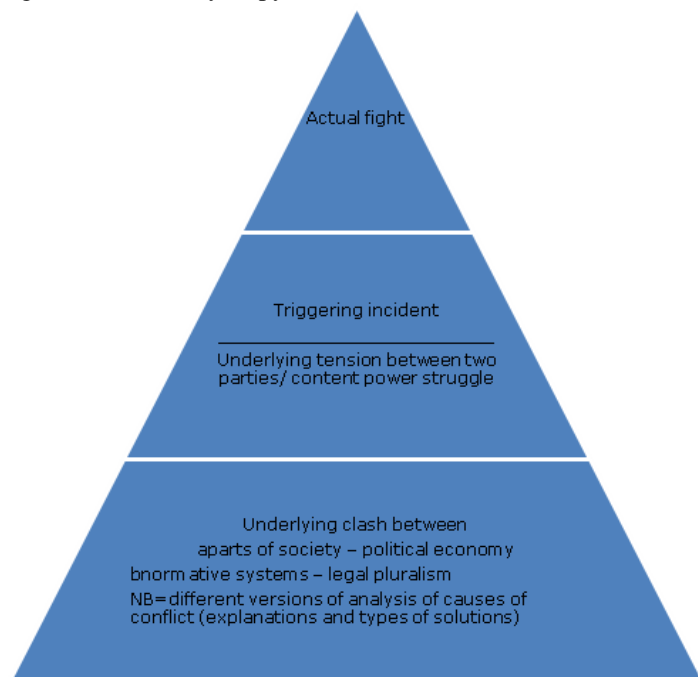 Actual fight
Triggering incident
Underlying tension between two
parties/ content power struggle
Underlying clash between
aparts of society – political economy
bnormative systems – legal pluralism
NB=different versions of analysis of causes of
conflict (explanations and types of solutions)